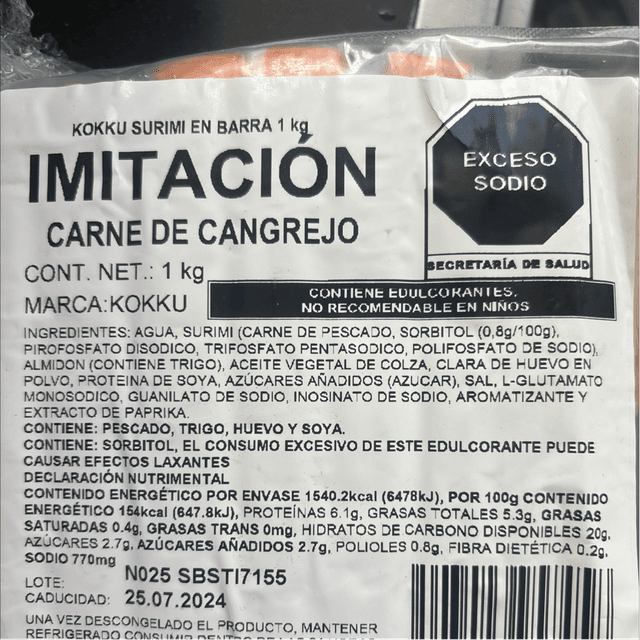 KOKKU SURIMI EN BARRA 1 kg
IMITACIÓN
CARNE DE CANGREJO
CONT. NET.: 1 kg
MARCA:KOKKU
EXCESO
SODIO
SECRETARÍA DE SALUD
CONTIENE EDULCORANTES,
NO RECOMENDABLE EN NIÑOS
INGREDIENTES: AGUA, SURIMI (CARNE DE PESCADO, SORBITOL (0,8g/100g),
PIROFOSFATO DISODICO, TRIFOSFATO PENTASODICO, POLIFOSFATO DE SODIO),
ALMIDON (CONTIENE TRIGO), ACEITE VEGETAL DE COLZA, CLARA DE HUEVO EN
POLVO, PROTEINA DE SOYA, AZÚCARES AÑADIDOS (AZUCAR), SAL, L-GLUTAMATO
MONOSODICO, GUANILATO DE SODIO, INOSINATO DE SODIO, AROMATIZANTE Y
EXTRACTO DE PAPRIKA.
CONTIENE: PESCADO, TRIGO, HUEVO Y SOYA.
CONTIENE: SORBITOL, EL CONSUMO EXCESIVO DE ESTE EDULCORANTE PUEDE
CAUSAR EFECTOS LAXANTES
DECLARACIÓN NUTRIMENTAL
CONTENIDO ENERGÉTICO POR ENVASE 1540.2kcal (6478kJ), POR 100g CONTENIDO
ENERGÉTICO 154kcal (647.8kJ), PROTEÍNAS 6.1g, GRASAS TOTALES 5.3g, GRASAS
SATURADAS 0.4g, GRASAS TRANS 0mg, HIDRATOS DE CARBONO DISPONIBLES 20g,
AZÚCARES 2.7g, AZÚCARES AÑADIDOS 2.7g, POLIOLES 0.8g, FIBRA DIETÉTICA 0.2g,
SODIO 770mg
LOTE: N025 SBSTI7155
CADUCIDAD: 25.07.2024
UNA VEZ DESCONGELADO EL PRODUCTO, MANTENER
REFRIGERADO CONSUMIR DENTRO DE